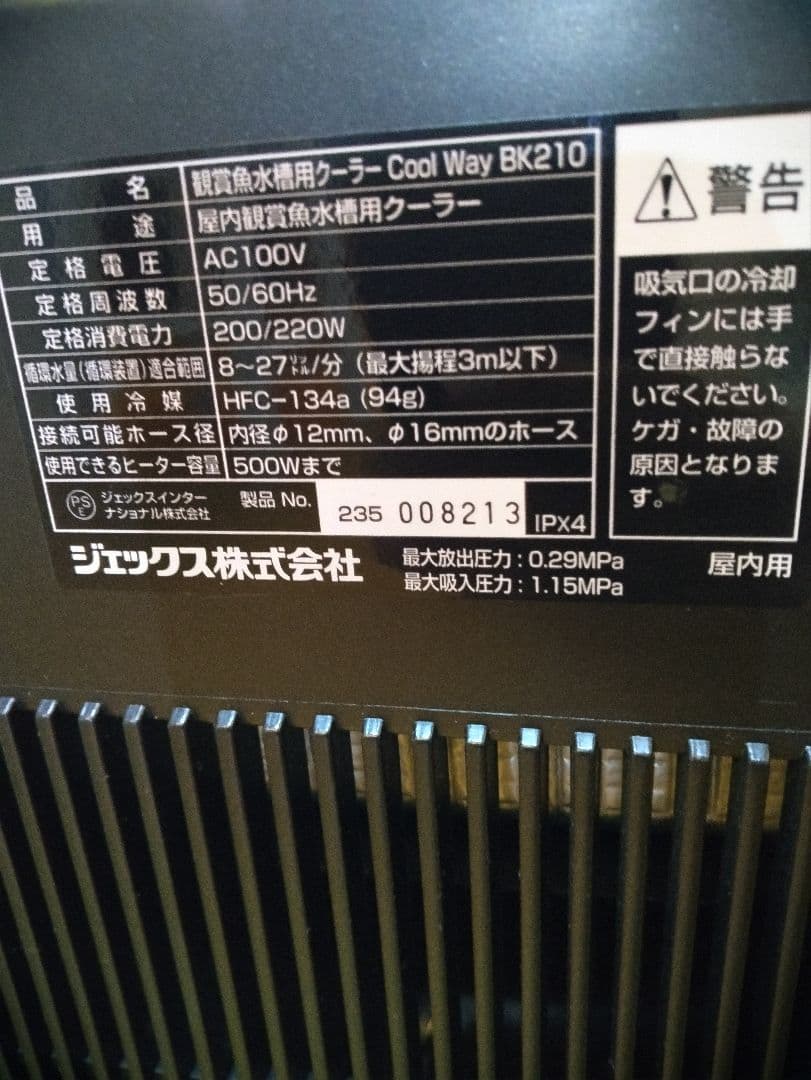 品名 観賞魚水槽用クーラー Cool Way BK210
用途 屋内観賞魚水槽用クーラー
定格電圧 AC100V
定格周波数 50/60Hz
定格消費電力 200/220W
循環水量(循環装置)適合範囲 8～27㍑/分（最大揚程3m以下）
使用冷媒 HFC-134a (94g)
接続可能ホース径 内径φ12mm、φ16mmのホース
使用できるヒーター容量 500Wまで
PS
E
ジェックスインター
ナショナル株式会社
製品 No. 235 008213 IPX4
ジェックス株式会社
最大放出圧力：0.29MPa
最大吸入圧力：1.15MPa
警告
吸気口の冷却
フィンには手
で直接触らな
いでください。
ケガ・故障の
原因となりま
す。
屋内用